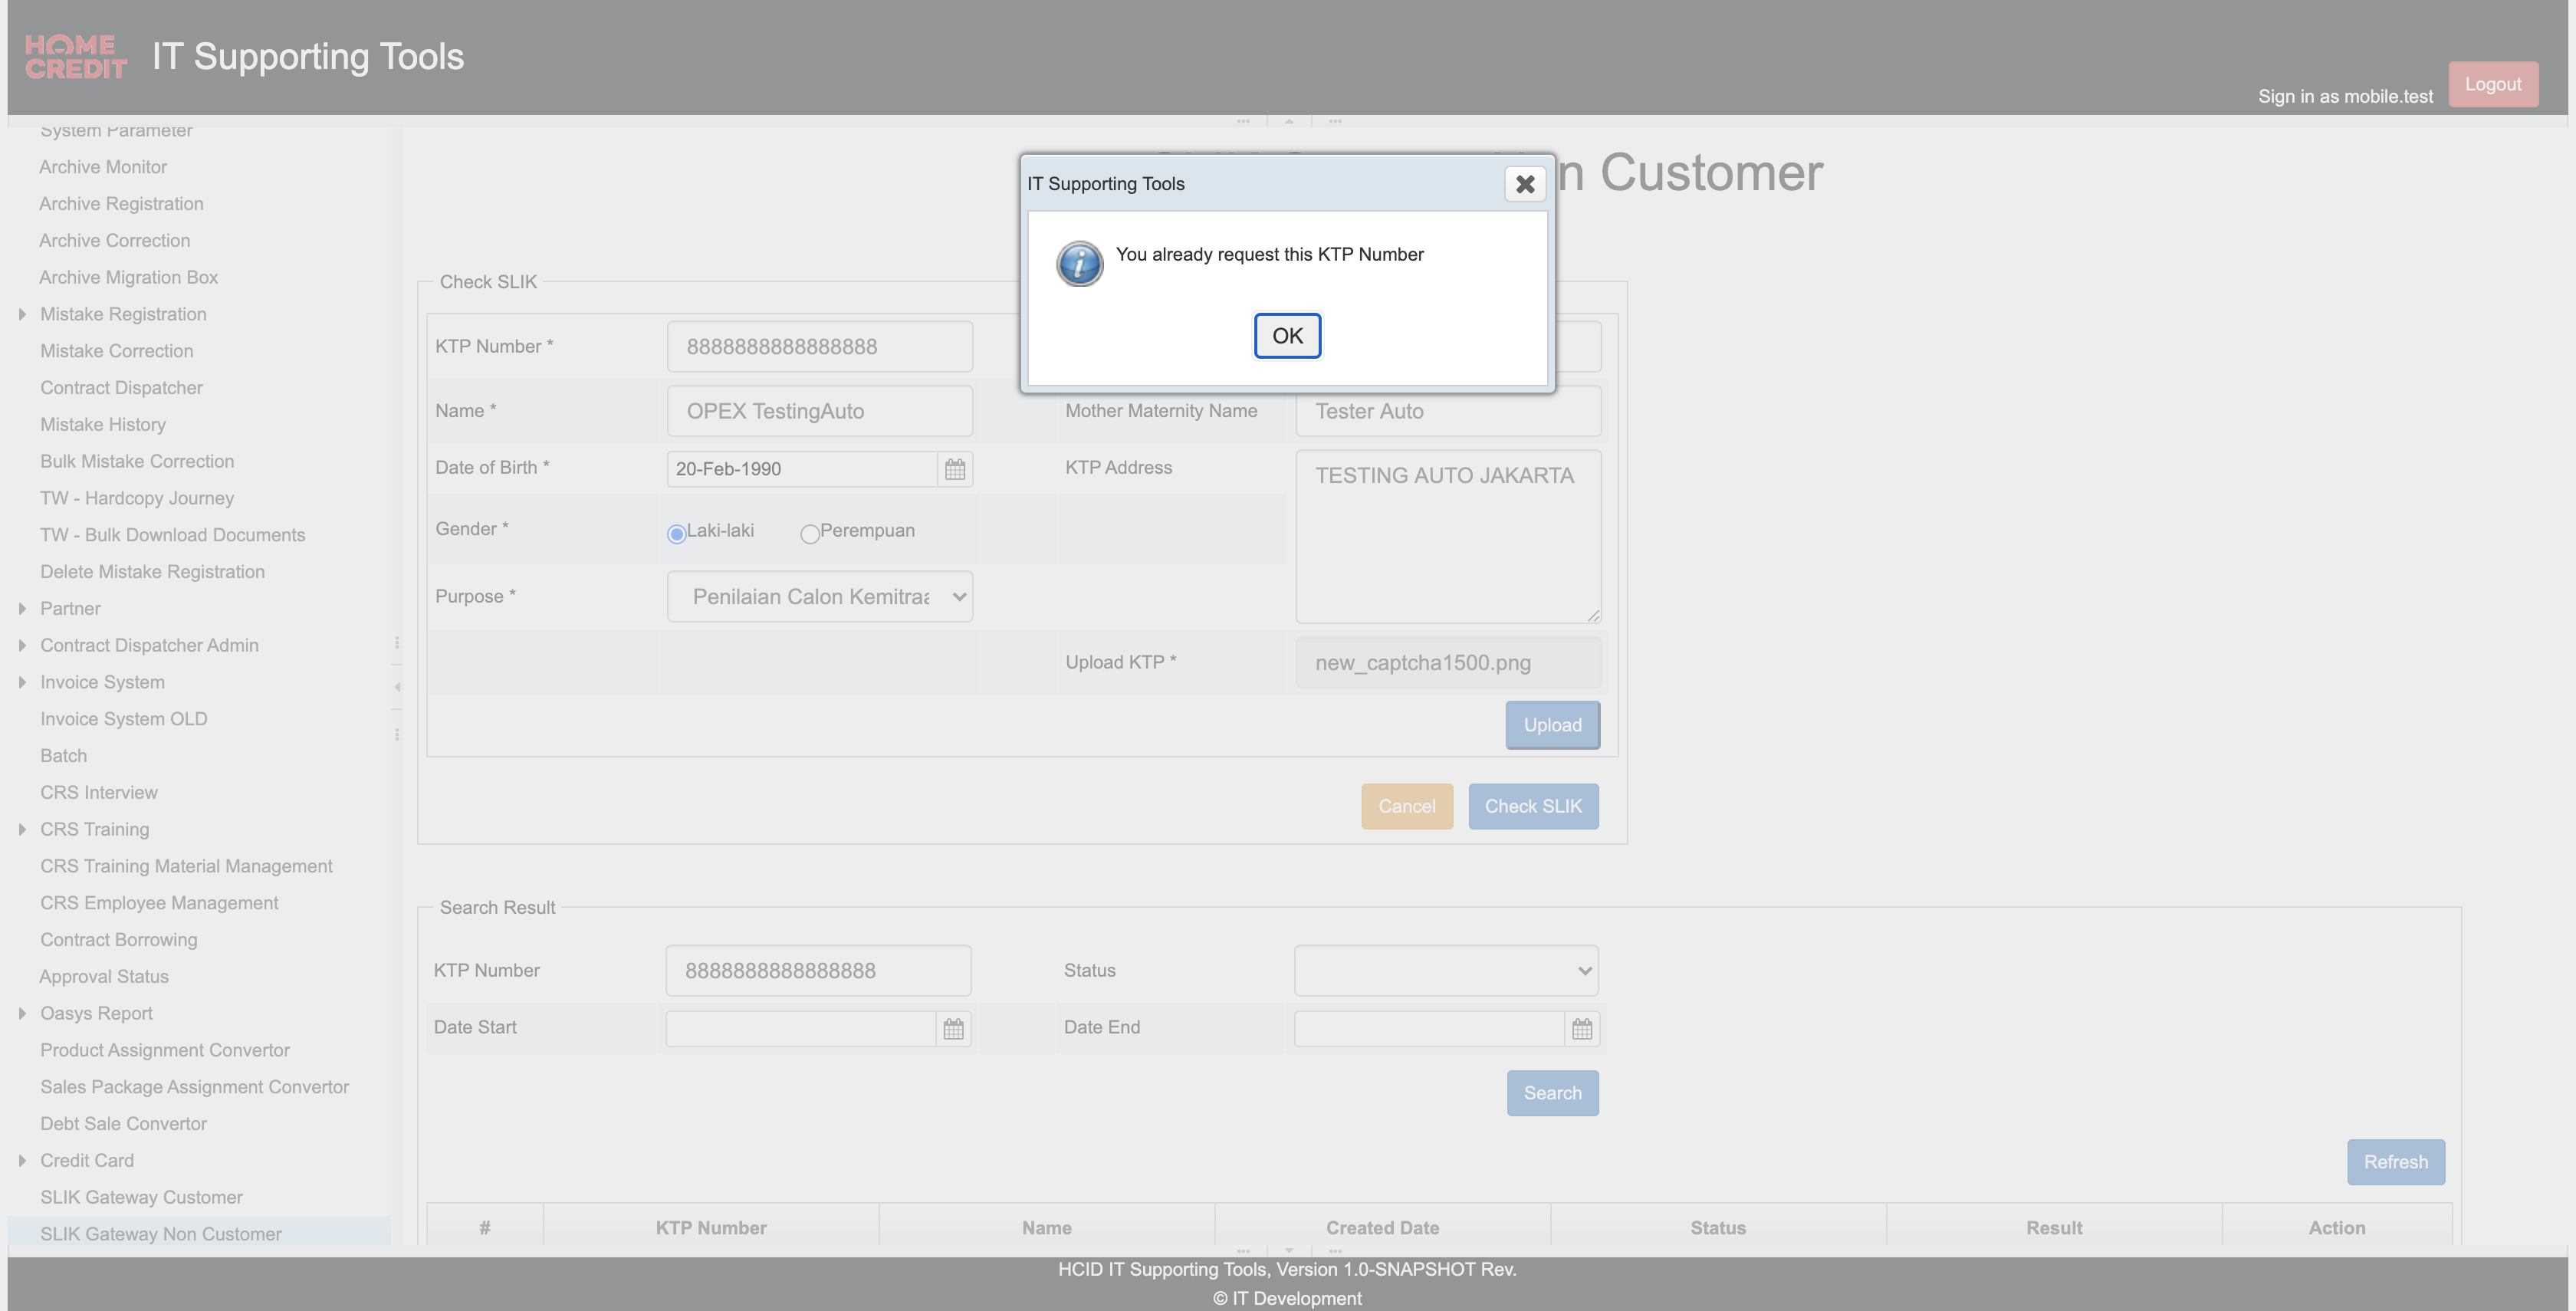 HOME CREDIT
IT Supporting Tools
Sign in as mobile.test
Logout
System Parameter
Archive Monitor
Archive Registration
Archive Correction
Archive Migration Box
Mistake Registration
Mistake Correction
Contract Dispatcher
Mistake History
Bulk Mistake Correction
TW - Hardcopy Journey
TW - Bulk Download Documents
Delete Mistake Registration
Partner
Contract Dispatcher Admin
Invoice System
Invoice System OLD
Batch
CRS Interview
CRS Training
CRS Training Material Management
CRS Employee Management
Contract Borrowing
Approval Status
Oasys Report
Product Assignment Convertor
Sales Package Assignment Convertor
Debt Sale Convertor
Credit Card
SLIK Gateway Customer
SLIK Gateway Non Customer
n Customer
IT Supporting Tools
You already request this KTP Number
OK
Check SLIK
KTP Number * 8888888888888888
Name * OPEX TestingAuto Mother Maternity Name Tester Auto
Date of Birth * 20-Feb-1990 KTP Address TESTING AUTO JAKARTA
Gender * Laki-laki Perempuan
Purpose * Penilaian Calon Kemitraa
Upload KTP * new_captcha1500.png
Upload
Cancel Check SLIK
Search Result
KTP Number 8888888888888888 Status
Date Start Date End
Search
Refresh
# KTP Number Name Created Date Status Result Action
HCID IT Supporting Tools, Version 1.0-SNAPSHOT Rev.
© IT Development